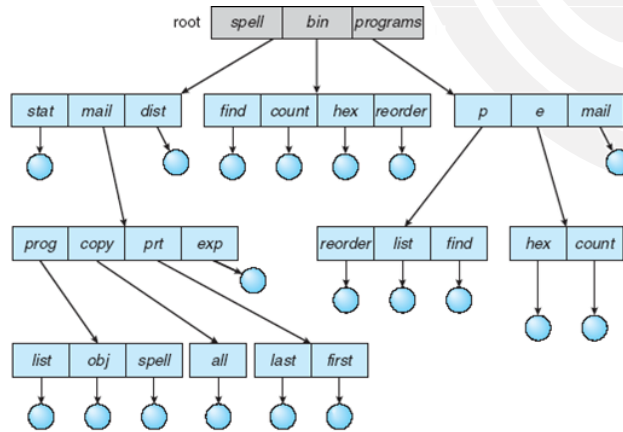 root spell bin programs
stat mail dist find count hex reorder p e mail
prog copy prt exp reorder list find hex count
list obj spell all last first